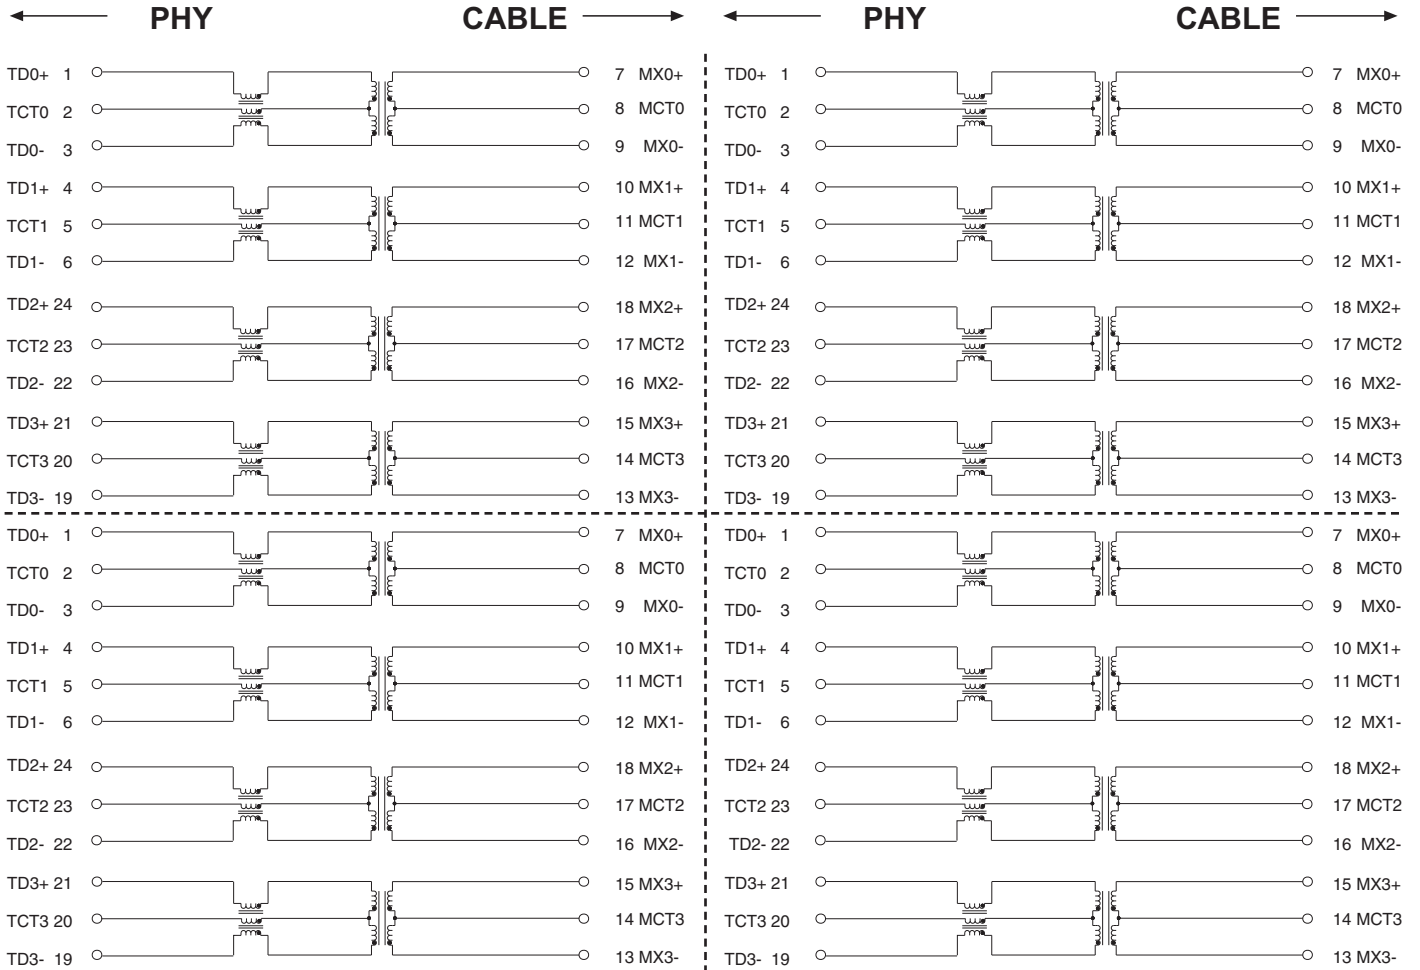 PHY CABLE PHY CABLE
TD0+ 1 7 MX0+ TD0+ 1 7 MX0+
TCT0 2 8 MCT0 TCT0 2 8 MCT0
TD0- 3 9 MX0- TD0- 3 9 MX0-
TD1+ 4 10 MX1+ TD1+ 4 10 MX1+
TCT1 5 11 MCT1 TCT1 5 11 MCT1
TD1- 6 12 MX1- TD1- 6 12 MX1-
TD2+ 24 18 MX2+ TD2+ 24 18 MX2+
TCT2 23 17 MCT2 TCT2 23 17 MCT2
TD2- 22 16 MX2- TD2- 22 16 MX2-
TD3+ 21 15 MX3+ TD3+ 21 15 MX3+
TCT3 20 14 MCT3 TCT3 20 14 MCT3
TD3- 19 13 MX3- TD3- 19 13 MX3-
TD0+ 1 7 MX0+ TD0+ 1 7 MX0+
TCT0 2 8 MCT0 TCT0 2 8 MCT0
TD0- 3 9 MX0- TD0- 3 9 MX0-
TD1+ 4 10 MX1+ TD1+ 4 10 MX1+
TCT1 5 11 MCT1 TCT1 5 11 MCT1
TD1- 6 12 MX1- TD1- 6 12 MX1-
TD2+ 24 18 MX2+ TD2+ 24 18 MX2+
TCT2 23 17 MCT2 TCT2 23 17 MCT2
TD2- 22 16 MX2- TD2- 22 16 MX2-
TD3+ 21 15 MX3+ TD3+ 21 15 MX3+
TCT3 20 14 MCT3 TCT3 20 14 MCT3
TD3- 19 13 MX3- TD3- 19 13 MX3-